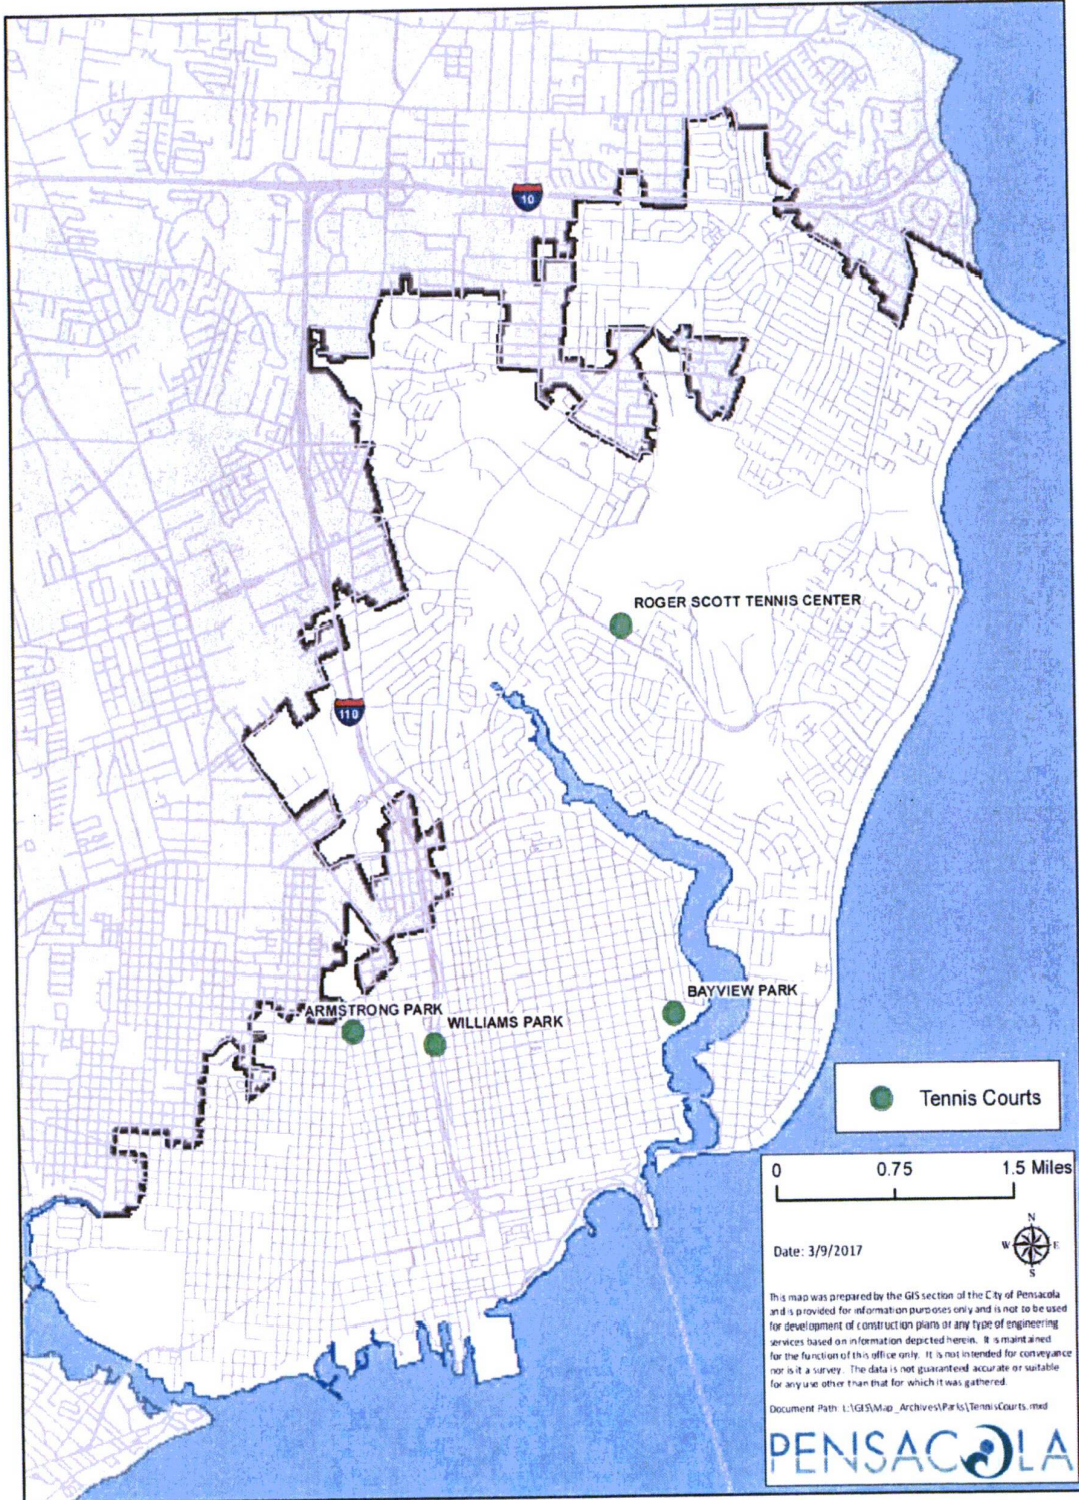 10
ROGER SCOTT TENNIS CENTER
110
BAYVIEW PARK
ARMSTRONG PARK
WILLIAMS PARK
Tennis Courts
0 0.75 1.5 Miles
N
W E
S
Date: 3/9/2017
This map was prepared by the GIS section of the City of Pensacola
and is provided for information purposes only and is not to be used
for development of construction plans or any type of engineering
services based on information depicted herein. It is maintained
for the function of this office only. It is not intended for conveyance
nor is it a survey. The data is not guaranteed accurate or suitable
for any use other than that for which it was gathered.
Document Path: L:\GIS\Map_Archives\Parks\TennisCourts.mxd
PENSACOLA